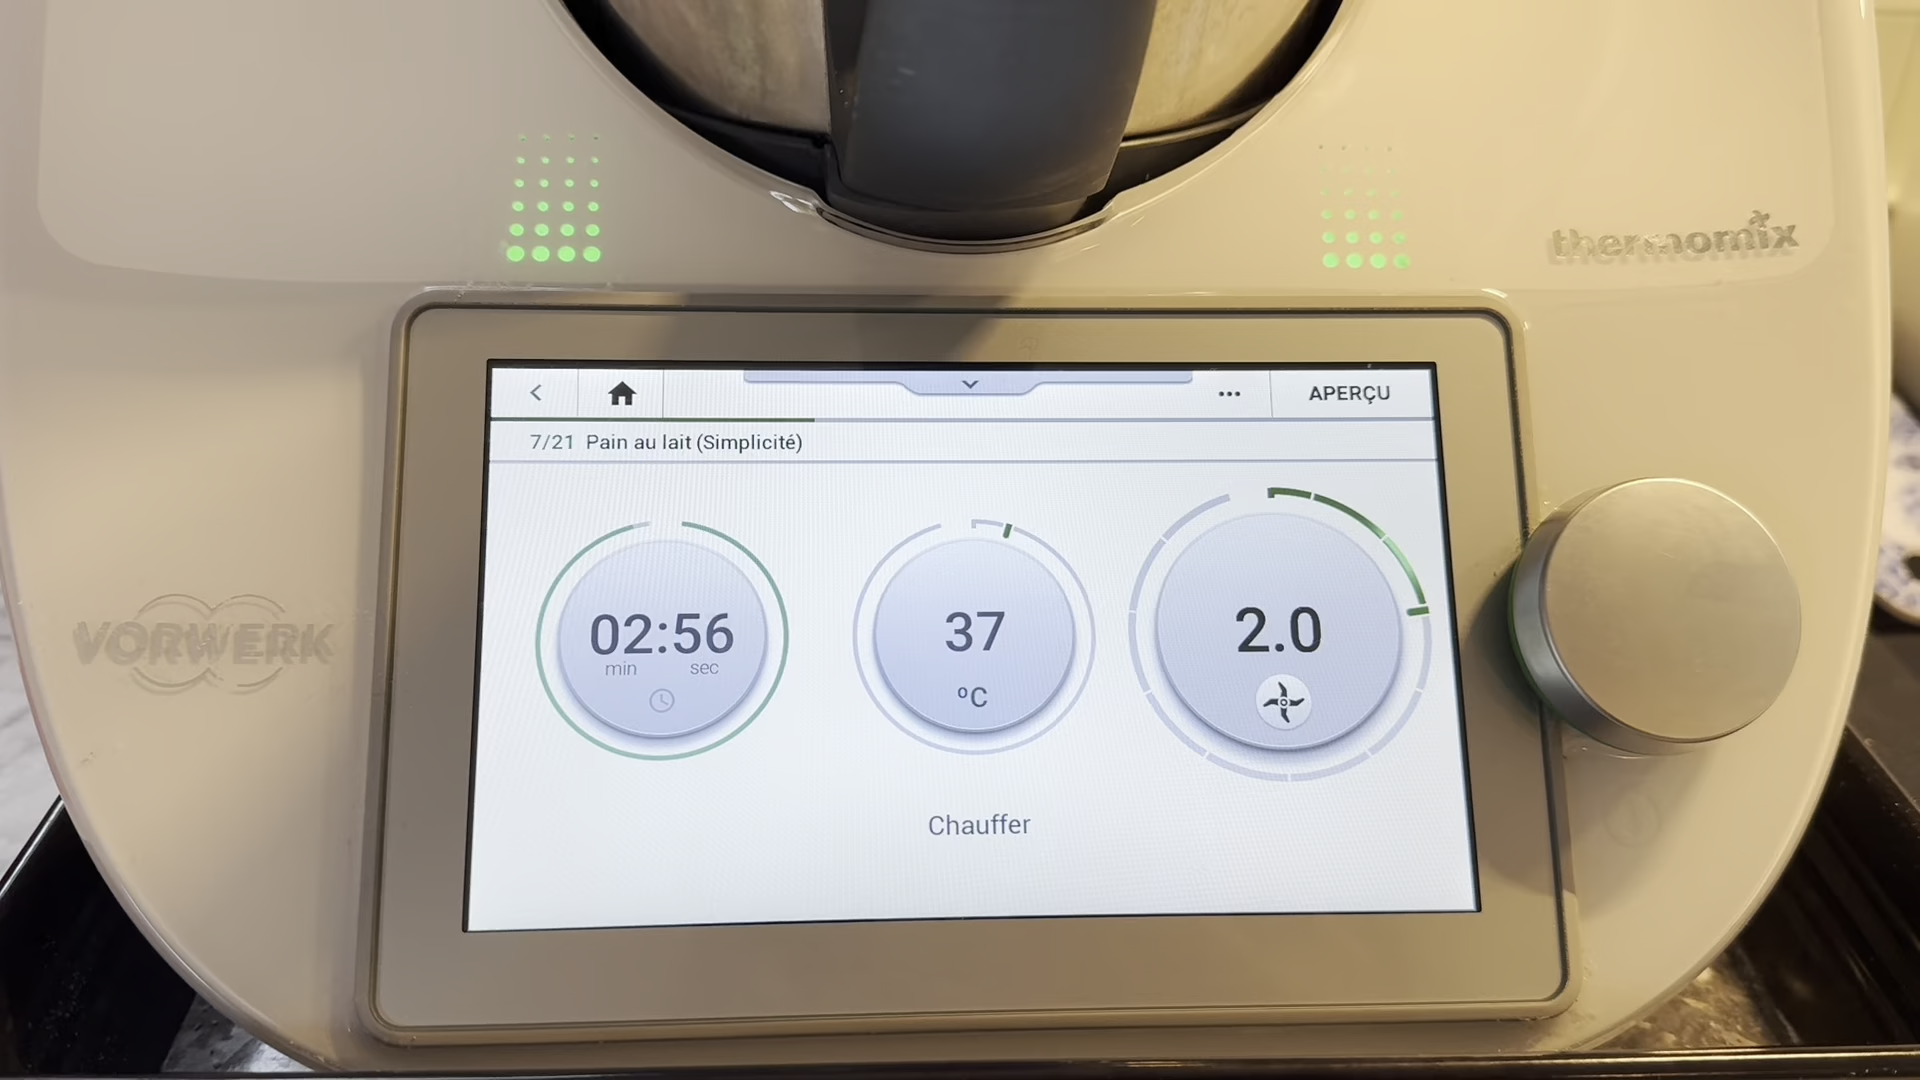 thermomix
APERÇU
7/21 Pain au lait (Simplicité)
02:56
min sec
37
°C
2.0
VORWERK
Chauffer